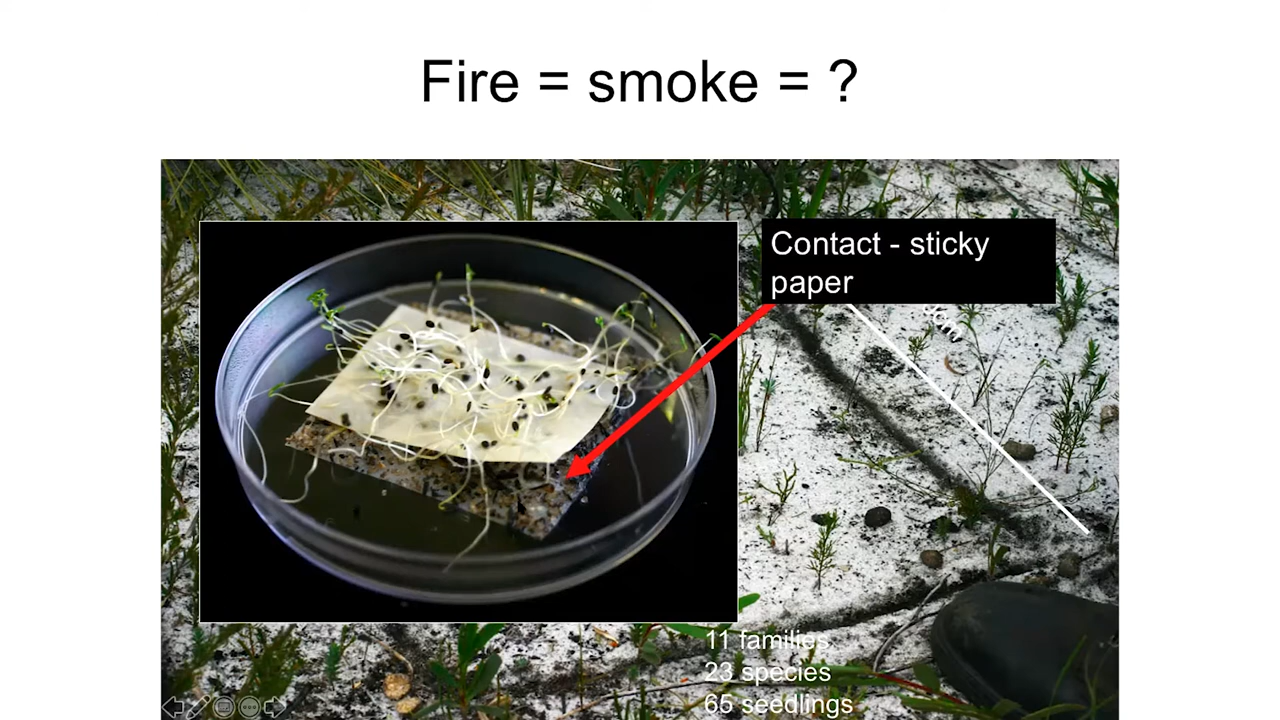 Fire = smoke = ?
Contact - sticky
paper
11 families
23 species
65 seedlings